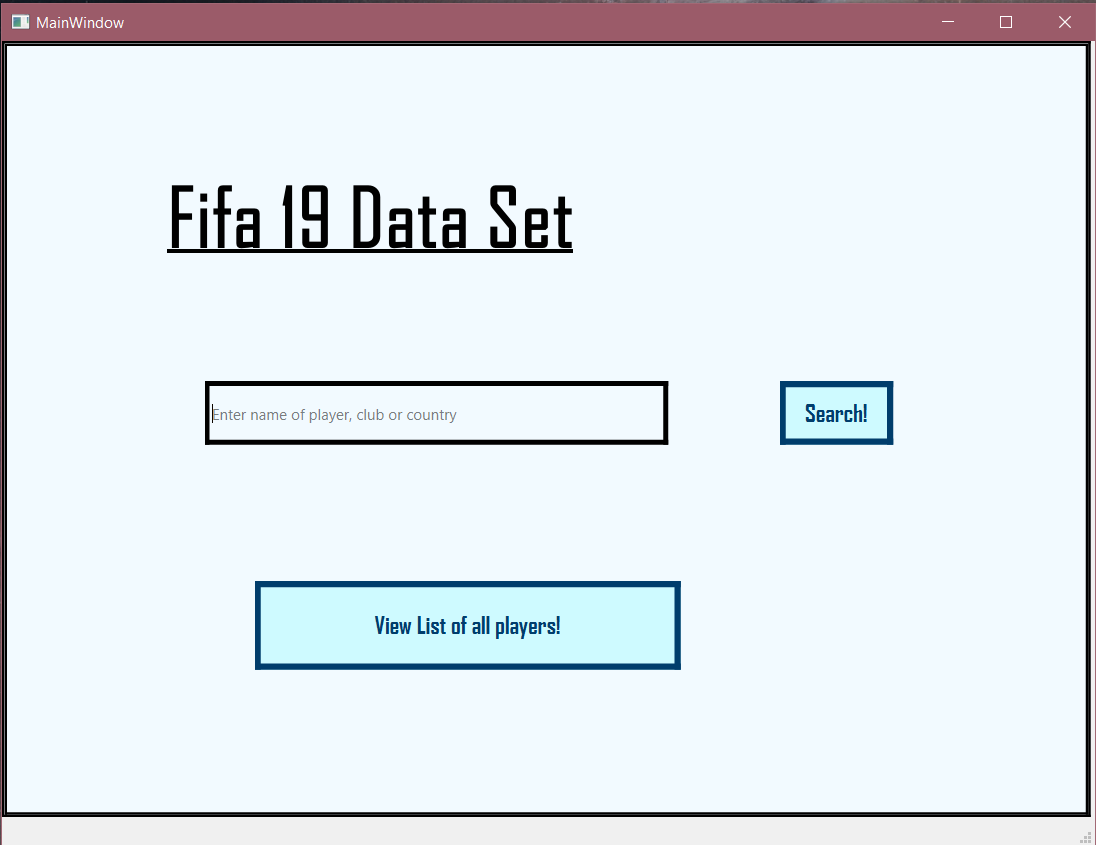 MainWindow
Fifa 19 Data Set
Enter name of player, club or country
Search!
View List of all players!